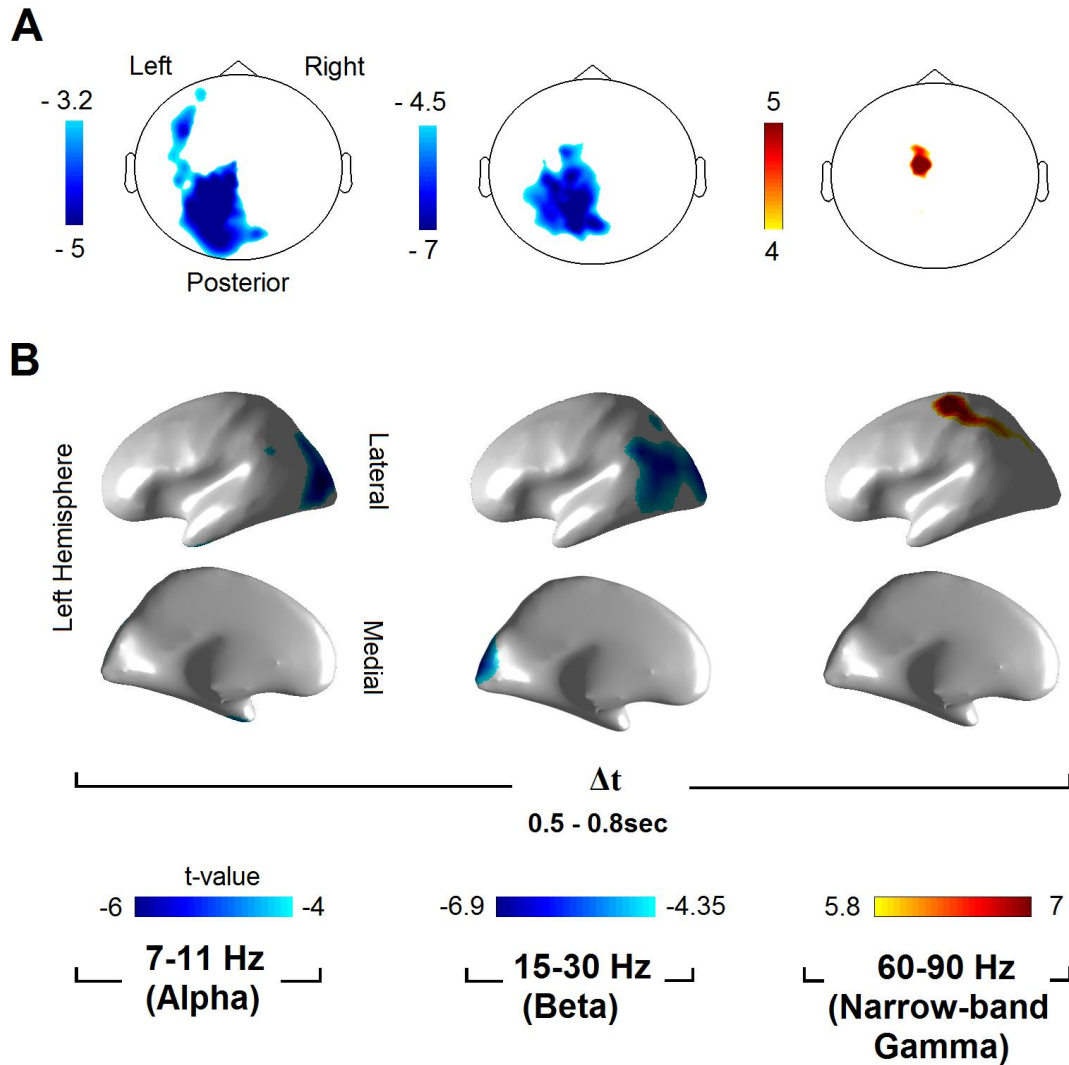 A
Left
Right
- 3.2
- 5
- 4.5
- 7
5
4
Posterior
B
Left Hemisphere
Lateral
Medial
Δt
0.5 - 0.8sec
t-value
-6
-4
-6.9
-4.35
5.8
7
7-11 Hz
(Alpha)
15-30 Hz
(Beta)
60-90 Hz
(Narrow-band
Gamma)